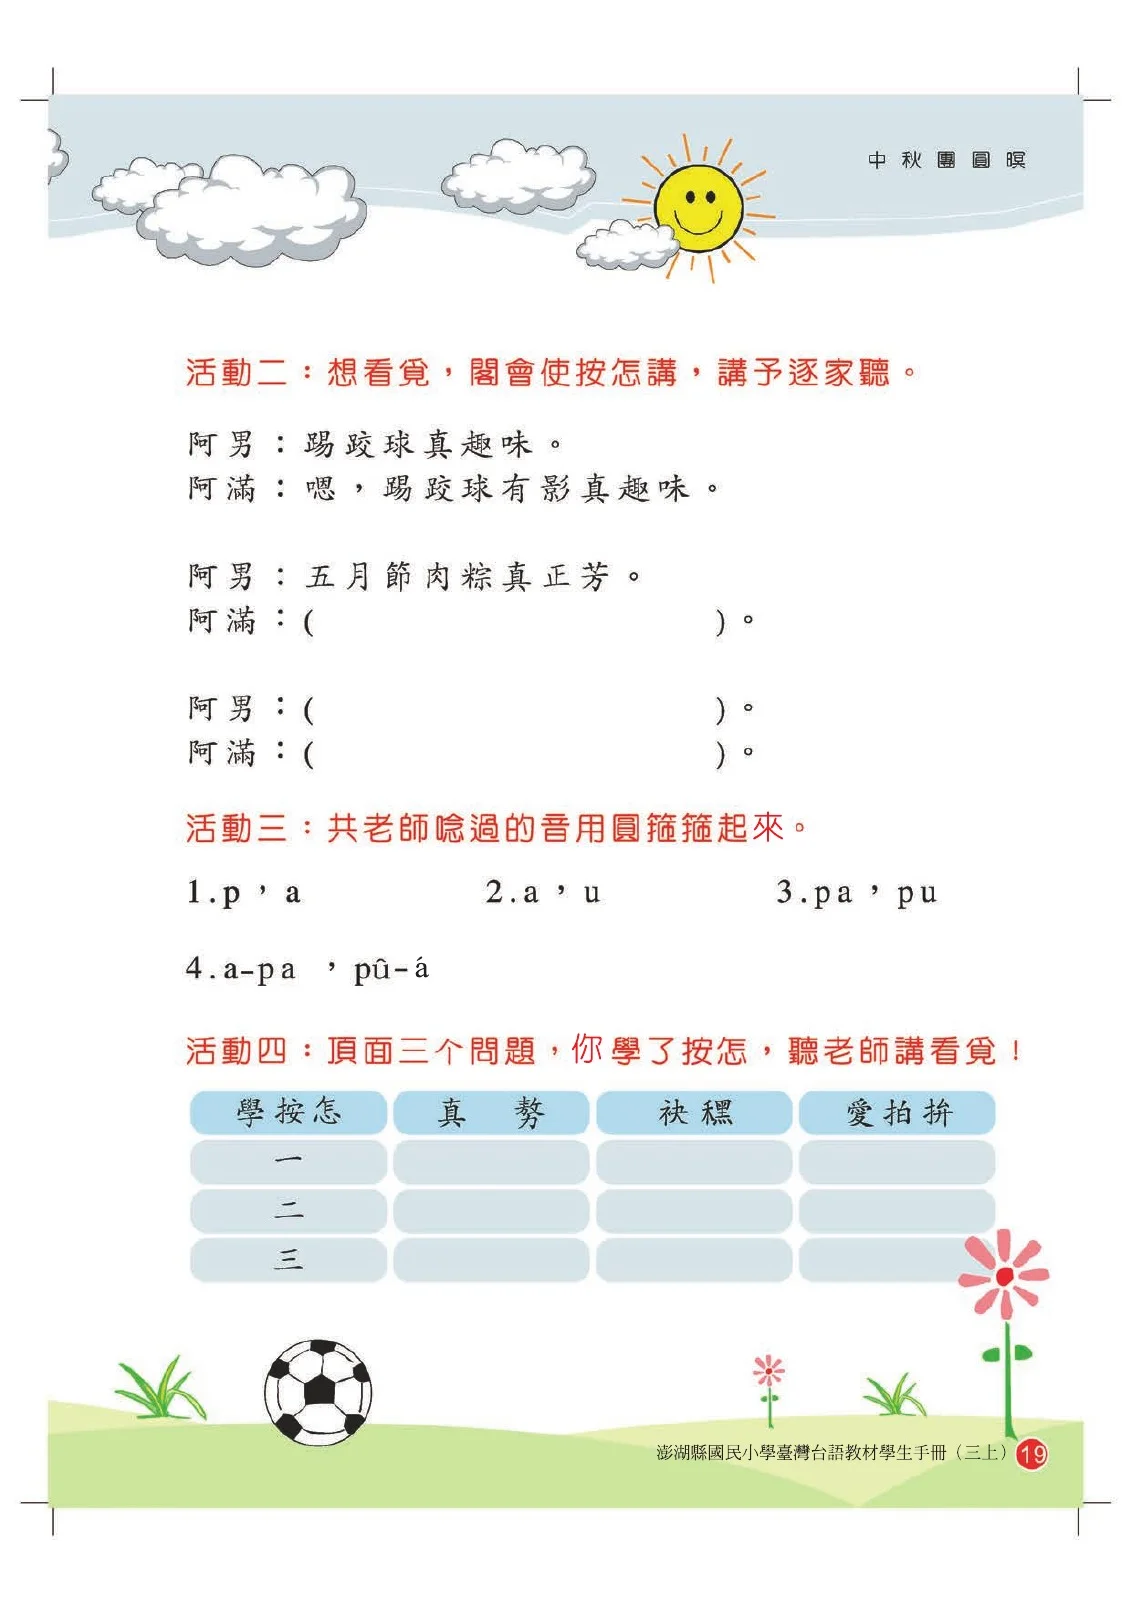 中秋團圓暝
活動二：想看覓，閣會使按怎講，講予逐家聽。
阿男：踢跤球真趣味。
阿滿：嗯，踢跤球有影真趣味。
阿男：五月節肉粽真正芳。
阿滿：(　　　　　　　　　　)。
阿男：(　　　　　　　　　　)。
阿滿：(　　　　　　　　　　)。
活動三：共老師唸過的音用圓箍箍起來。
1.p，a　2.a，u　3.pa，pu
4.a-pa，pû-á
活動四：頂面三个問題，你學了按怎，聽老師講看覓！
學按怎　真　勢　袂䆀　愛拍拚
一
二
三
澎湖縣國民小學臺灣台語教材學生手冊（三上）19